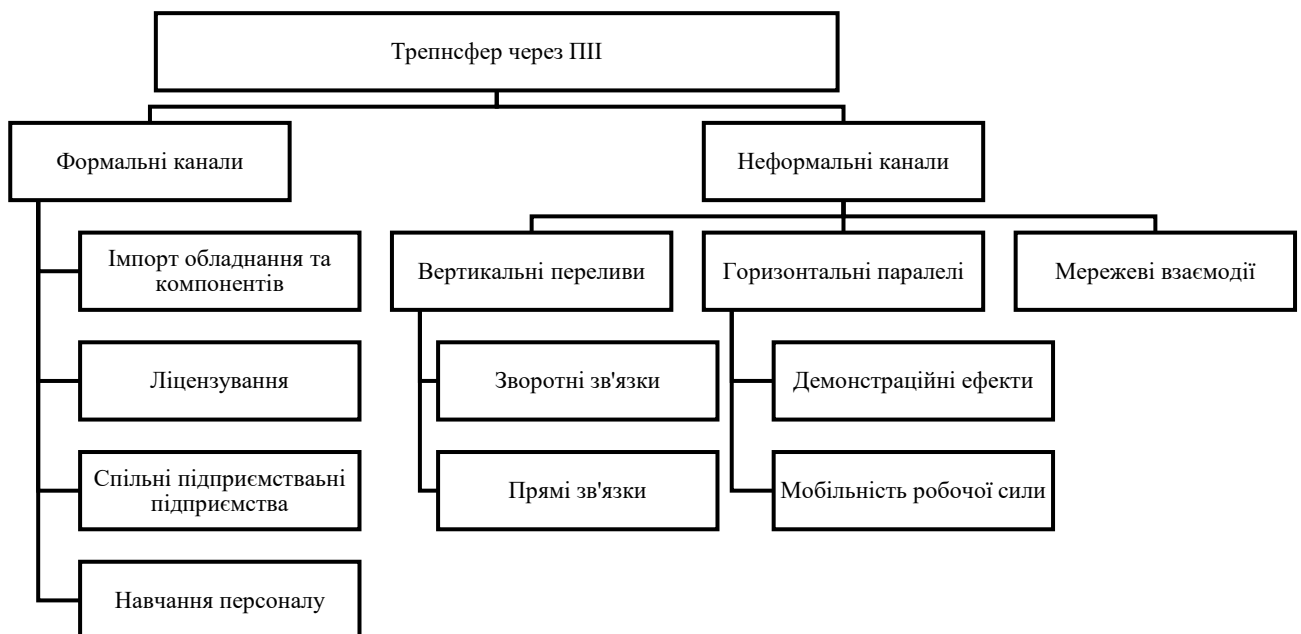 Трепнсфер через ПІІ
Формальні канали
Неформальні канали
Імпорт обладнання та
компонентів
Вертикальні переливи
Горизонтальні паралелі
Мережеві взаємодії
Ліцензування
Зворотні зв'язки
Демонстраційні ефекти
Спільні підприємстваьні
підприємства
Прямі зв'язки
Мобільність робочої сили
Навчання персоналу